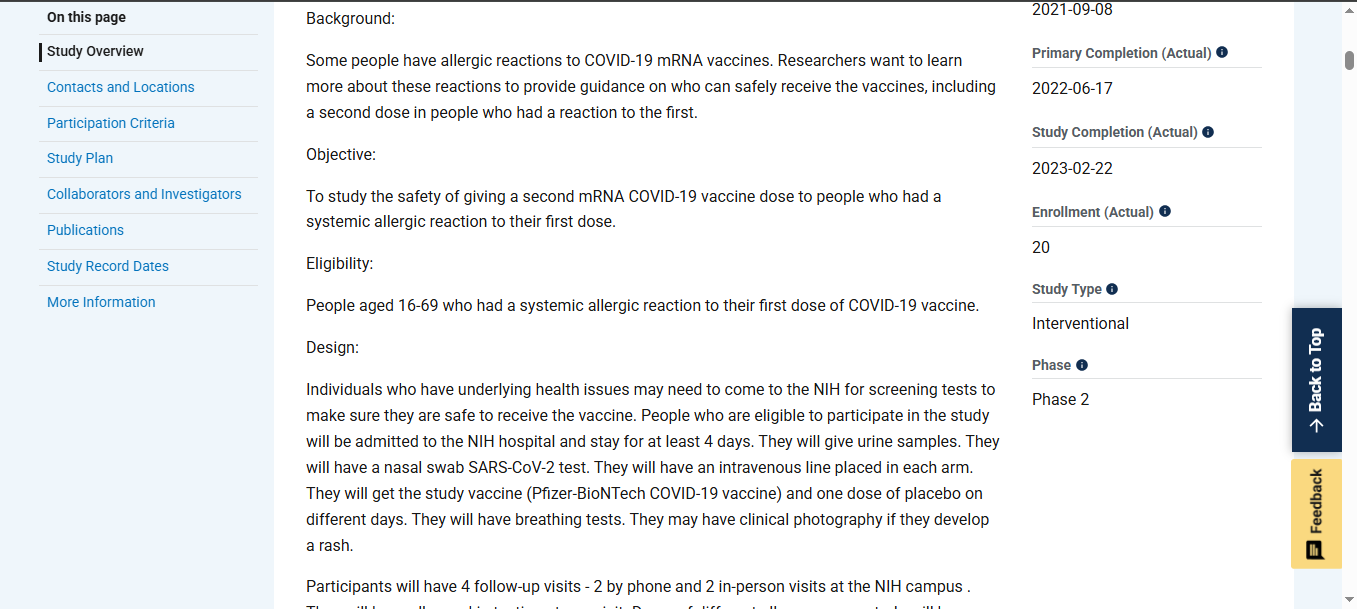 On this page
Study Overview
Contacts and Locations
Participation Criteria
Study Plan
Collaborators and Investigators
Publications
Study Record Dates
More Information
Background:
Some people have allergic reactions to COVID-19 mRNA vaccines. Researchers want to learn
more about these reactions to provide guidance on who can safely receive the vaccines, including
a second dose in people who had a reaction to the first.
Objective:
To study the safety of giving a second mRNA COVID-19 vaccine dose to people who had a
systemic allergic reaction to their first dose.
Eligibility:
People aged 16-69 who had a systemic allergic reaction to their first dose of COVID-19 vaccine.
Design:
Individuals who have underlying health issues may need to come to the NIH for screening tests to
make sure they are safe to receive the vaccine. People who are eligible to participate in the study
will be admitted to the NIH hospital and stay for at least 4 days. They will give urine samples. They
will have a nasal swab SARS-CoV-2 test. They will have an intravenous line placed in each arm.
They will get the study vaccine (Pfizer-BioNTech COVID-19 vaccine) and one dose of placebo on
different days. They will have breathing tests. They may have clinical photography if they develop
a rash.
Participants will have 4 follow-up visits - 2 by phone and 2 in-person visits at the NIH campus .
2021-09-08
Primary Completion (Actual)
2022-06-17
Study Completion (Actual)
2023-02-22
Enrollment (Actual)
20
Study Type
Interventional
Phase
Phase 2
Back to Top
Feedback